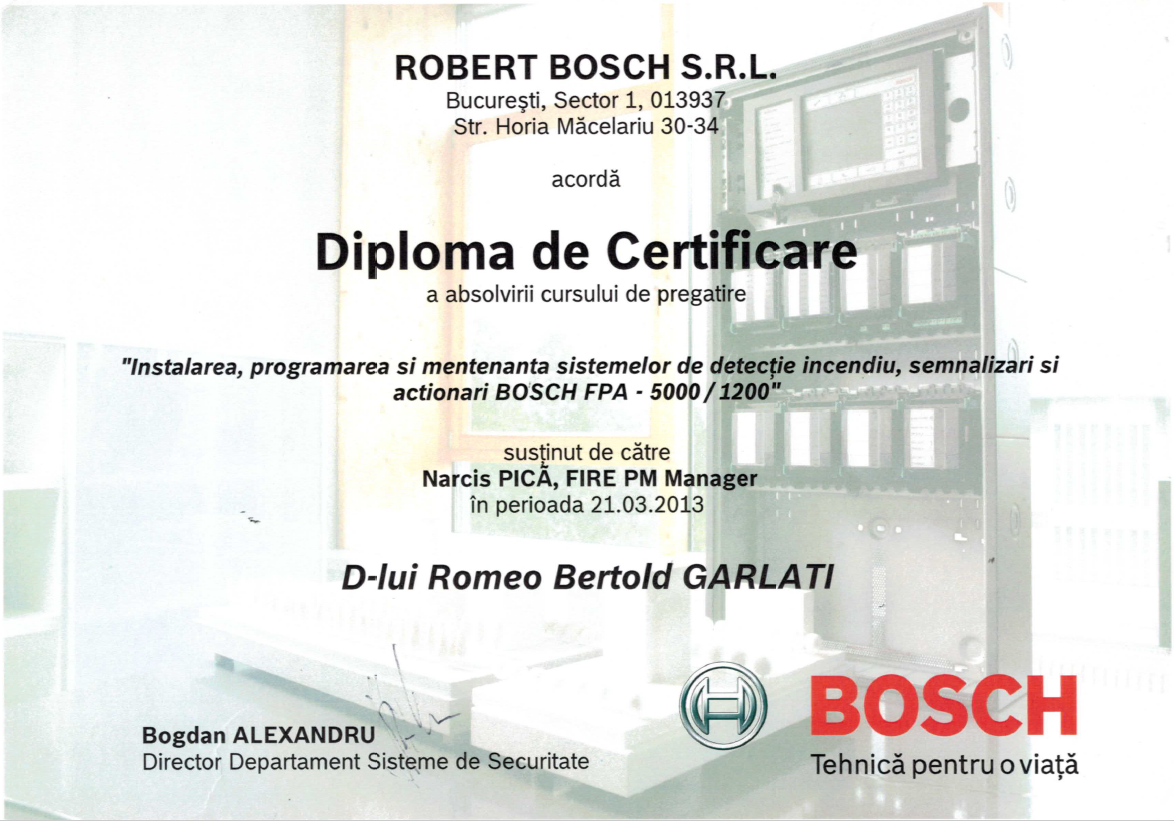 ROBERT BOSCH S.R.L.
Bucureşti, Sector 1, 013937
Str. Horia Măcelariu 30-34
acordă
Diploma de Certificare
a absolvirii cursului de pregatire
"Instalarea, programarea si mentenanta sistemelor de detecție incendiu, semnalizari si
actionari BOSCH FPA - 5000 / 1200"
susținut de către
Narcis PICĂ, FIRE PM Manager
în perioada 21.03.2013
D-lui Romeo Bertold GARLATI
Bogdan ALEXANDRU
Director Departament Sisteme de Securitate
BOSCH
Tehnică pentru o viață